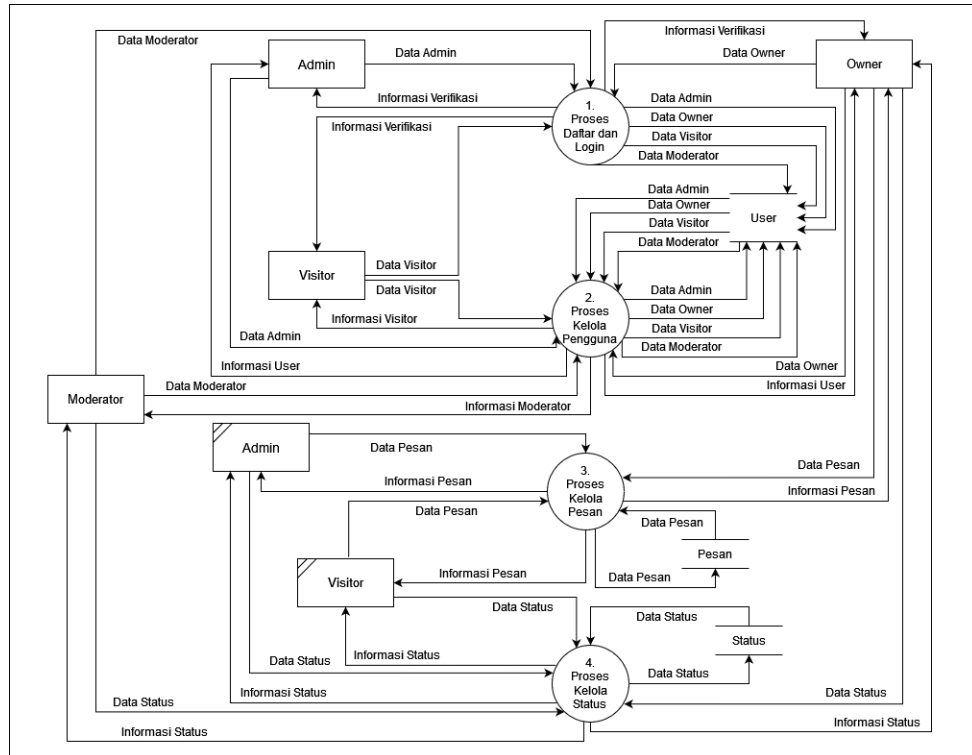 Data Moderator
Informasi Verifikasi
Admin
Data Admin
Data Owner
Owner
Informasi Verifikasi
Informasi Verifikasi
1.
Proses
Daftar dan
Login
Data Admin
Data Owner
Data Visitor
Data Moderator
Data Admin
Data Owner
Data Visitor
Data Moderator
User
Visitor
Data Visitor
Data Visitor
Informasi Visitor
Data Admin
Informasi User
2.
Proses
Kelola
Pengguna
Data Admin
Data Owner
Data Visitor
Data Moderator
Data Owner
Informasi User
Moderator
Data Moderator
Informasi Moderator
Admin
Data Pesan
Informasi Pesan
Data Pesan
3.
Proses
Kelola
Pesan
Data Pesan
Informasi Pesan
Data Pesan
Pesan
Data Pesan
Visitor
Informasi Pesan
Data Status
Informasi Status
Data Status
Informasi Status
Data Status
Informasi Status
4.
Proses
Kelola
Status
Data Status
Status
Data Status
Data Status
Informasi Status